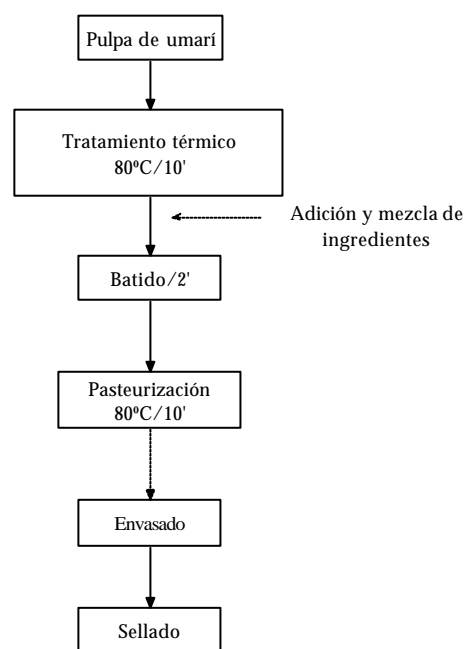 Pulpa de umarí
Tratamiento térmico
80ºC/10'
Adición y mezcla de
ingredientes
Batido/2'
Pasteurización
80ºC/10'
Envasado
Sellado